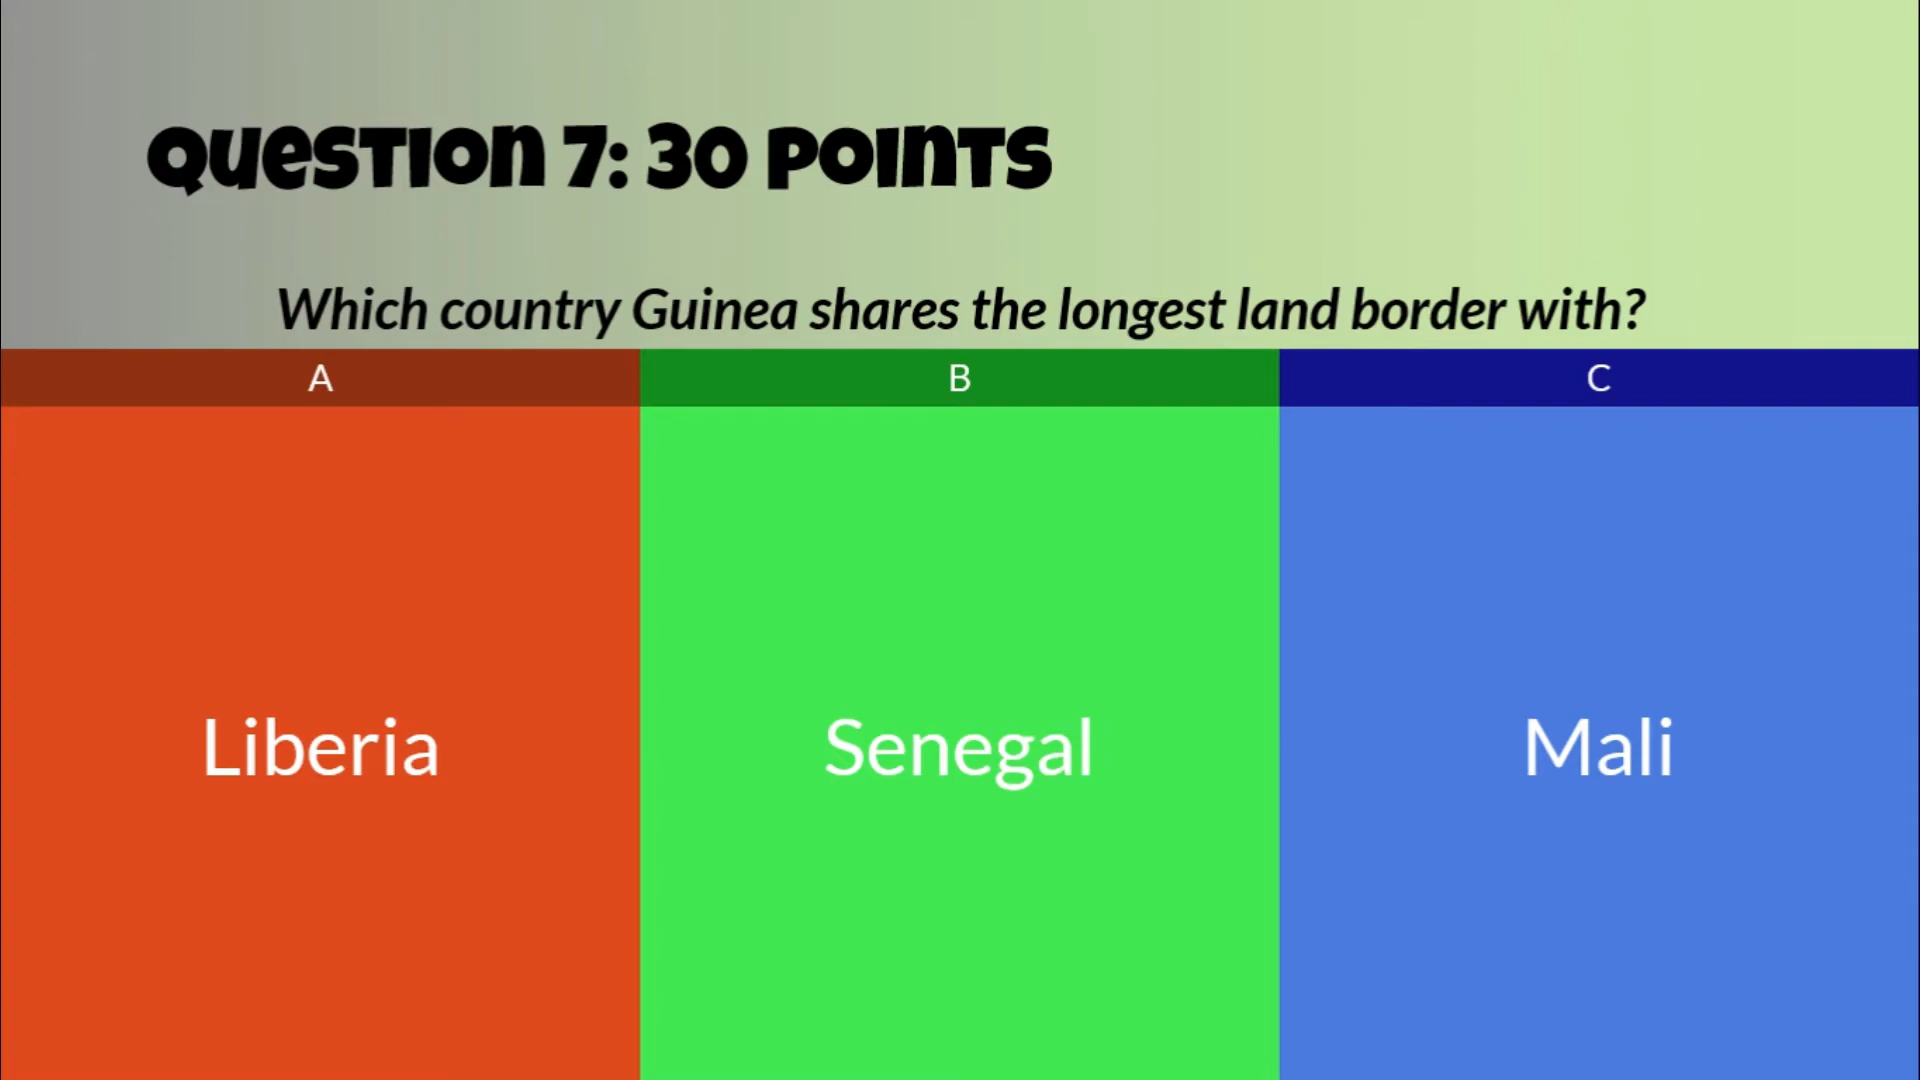 Question 7: 30 points
Which country Guinea shares the longest land border with?
A
B
C
Liberia
Senegal
Mali